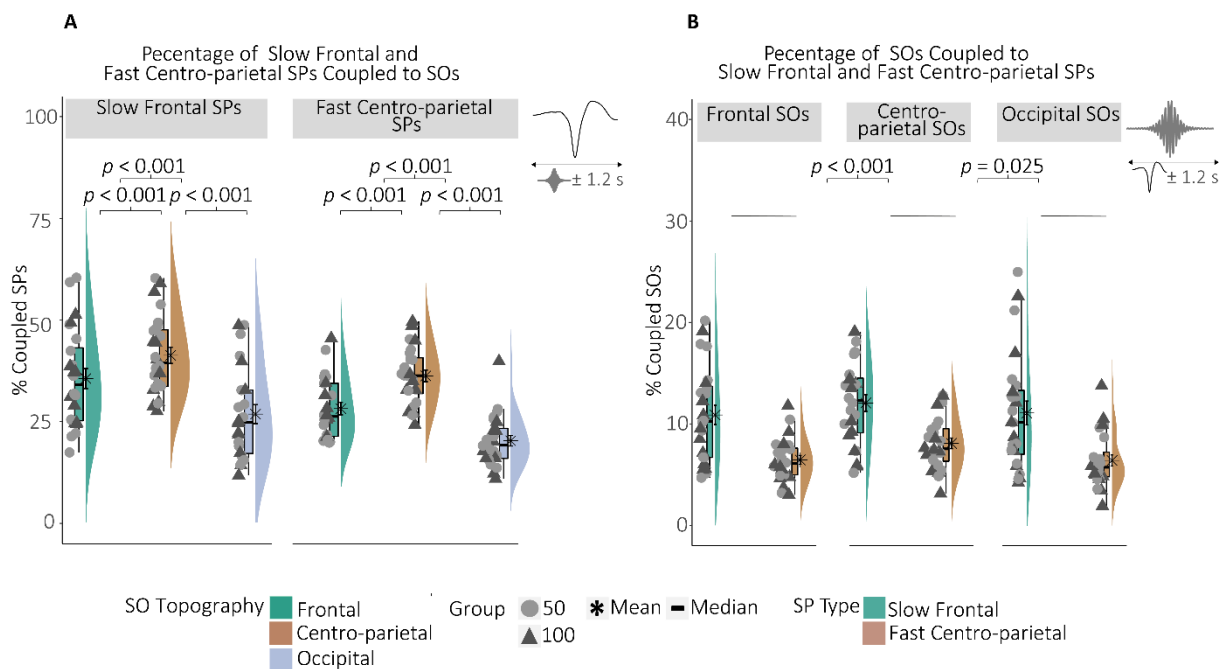 A
Pecentage of Slow Frontal and
Fast Centro-parietal SPs Coupled to SOs
Slow Frontal SPs
Fast Centro-parietal
SPs
± 1.2 s
p < 0.001
p < 0.001
p < 0.001
p < 0.001
p < 0.001
p < 0.001
% Coupled SPs
100
75
50
25
0
B
Pecentage of SOs Coupled to
Slow Frontal and Fast Centro-parietal SPs
Frontal SOs
Centro-
parietal SOs
Occipital SOs
± 1.2 s
p < 0.001
p = 0.025
% Coupled SOs
40
30
20
10
0
SO Topography
Frontal
Centro-parietal
Occipital
Group
50
100
Mean
Median
SP Type
Slow Frontal
Fast Centro-parietal